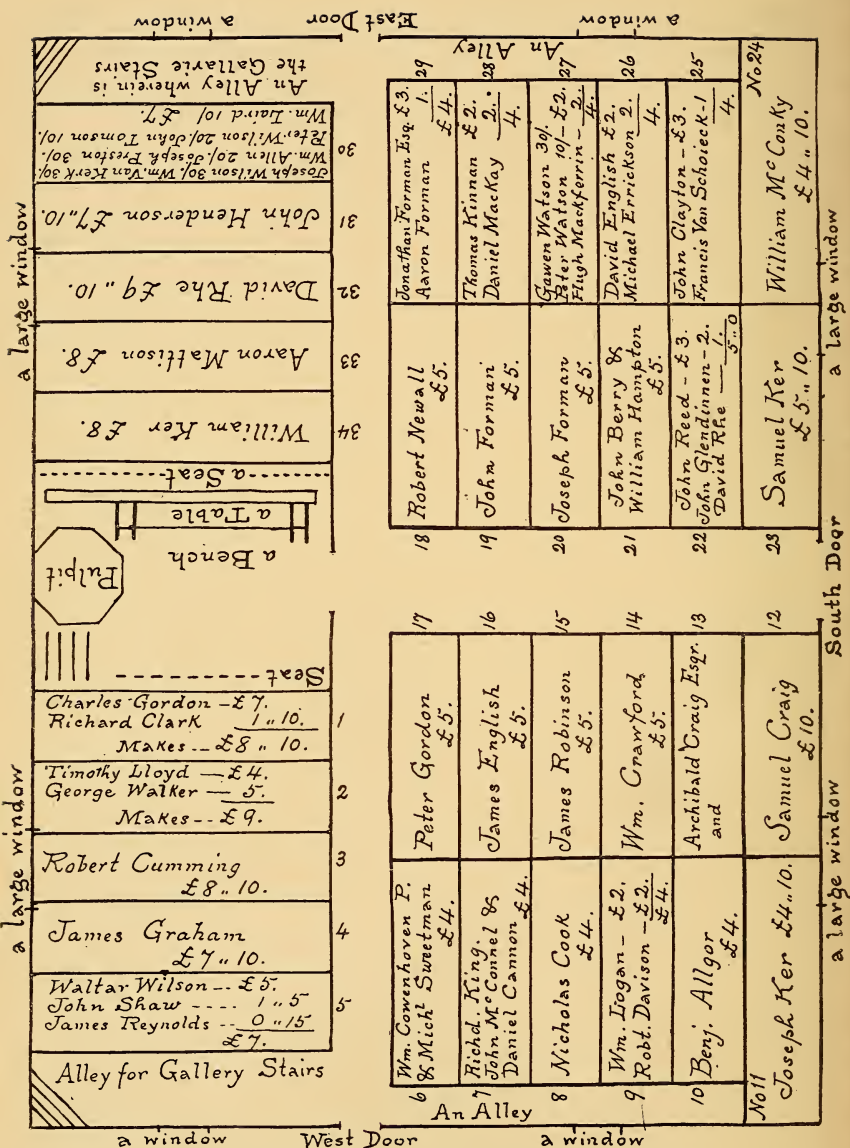 a window
East Door
a window
An Alley wherein is
the Gallarie Stairs
An Alley
a large window
30
Joseph Wilson 30/ Wm. Van Kerk 30/
Wm. Allen 20/ Joseph Preston 30/.
Peter Wilson 20/ John Tomson 10/.
Wm. Laird 10/ £7.
31
John Henderson £7,,10.
32
David Rhe £9,, 10.
33
Aaron Mattison £8.
34
William Ker £8.
a Seat
a Table
a Bench
Pulpit
Seat
Charles Gordon - £7.
Richard Clark 1 ,, 10.
Makes -- £8 ,, 10.
1
Timothy Lloyd — £4.
George Walker — 5.
Makes -- £9.
2
a large window
Robert Cumming
£8,, 10.
3
James Graham
£7,,10.
4
Waltar Wilson -- £5.
John Shaw ---- 1 ,, 5
James Reynolds -- 0 ,, 15
£7.
5
Alley for Gallery Stairs
29
Jonathan Forman Esq. £3.
Aaron Forman 1.
£4.
28
Thomas Kinnan £2.
Daniel MacKay 2.
4.
27
Gawen Watson 30/.
Peter Watson 10/- £2.
Hugh Mackferrin - 2.
4.
26
David English £2.
Michael Errickson 2.
4.
25
John Clayton - £3.
Francis Van Schoieck - 1
4.
No 24
William McConky
£4 ,, 10.
18
Robert Newall
£5.
19
John Forman
£5.
20
Joseph Forman
£5.
21
John Berry &
William Hampton
£5.
22
John Reed - £3.
John Glendinnen - 2.
David Rhe — 1.
5 ,, 0
23
Samuel Ker
£5 ,, 10.
a large window
South Door
17
Peter Gordon
£5.
16
James English
£5.
15
James Robinson
£5.
14
Wm. Crawford,
£5.
13
Archibald Craig Esqr.
and
12
Samuel Craig
£10.
a large window
6
Wm. Cowenhoven P.
& Michl Sweetman
£4.
7
Richd. King.
John McConnel &
Daniel Cannon £4.
8
Nicholas Cook
£4.
9
Wm. Logan - £2.
Robt. Davison - £2.
£4.
10
Benj. Allgor
£4.
No 11
Joseph Ker £4,,10.
An Alley
a window
West Door
a window